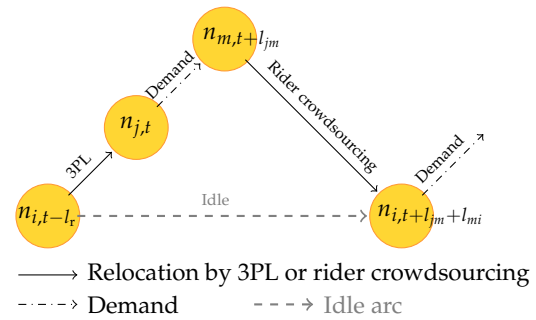 n_{m,t+l_{jm}}
Demand
Rider crowdsourcing
n_{j,t}
3PL
Demand
Idle
n_{i,t−l_r}
n_{i,t+l_{jm}+l_{mi}}
Relocation by 3PL or rider crowdsourcing
Demand Idle arc